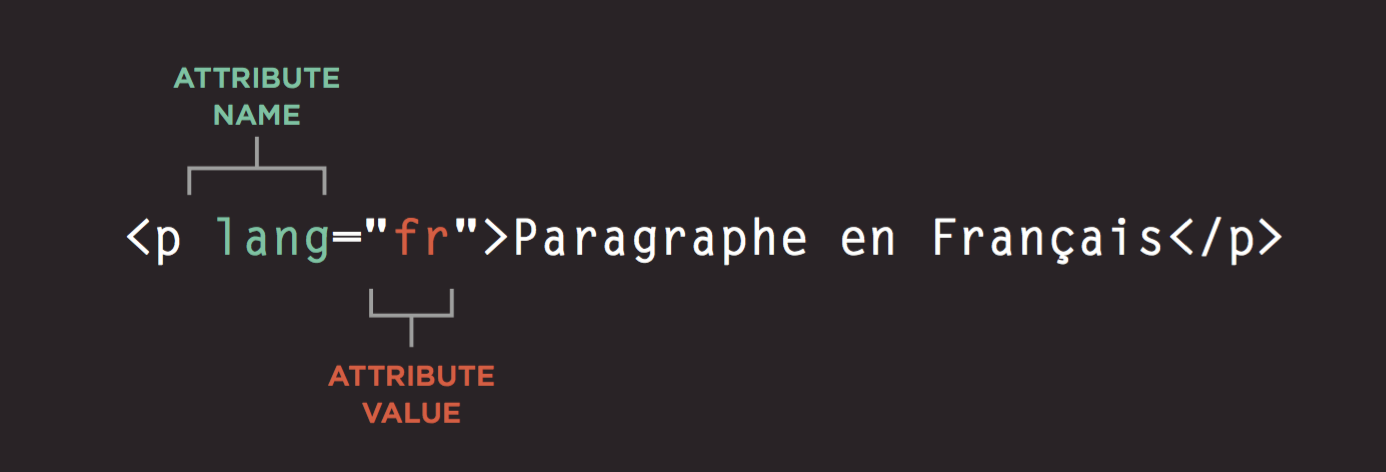 ATTRIBUTE
NAME
<p lang="fr">Paragraphe en Français</p>
ATTRIBUTE
VALUE